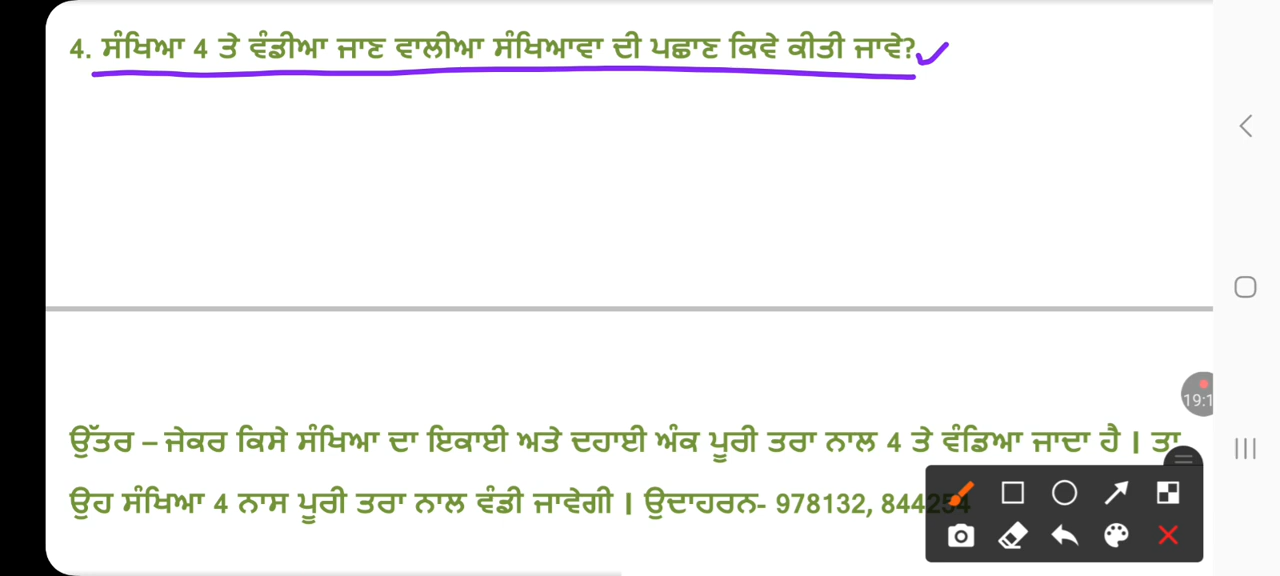 4. ਸੰਖਿਆ 4 ਤੇ ਵੰਡੀਆ ਜਾਣ ਵਾਲੀਆ ਸੰਖਿਆਵਾ ਦੀ ਪਛਾਣ ਕਿਵੇ ਕੀਤੀ ਜਾਵੇ?
19:1
ਉੱਤਰ – ਜੇਕਰ ਕਿਸੇ ਸੰਖਿਆ ਦਾ ਇਕਾਈ ਅਤੇ ਦਹਾਈ ਅੰਕ ਪੂਰੀ ਤਰਾ ਨਾਲ 4 ਤੇ ਵੰਡਿਆ ਜਾਦਾ ਹੈ । ਤਾ
ਉਹ ਸੰਖਿਆ 4 ਨਾਸ ਪੂਰੀ ਤਰਾ ਨਾਲ ਵੰਡੀ ਜਾਵੇਗੀ । ਉਦਾਹਰਨ- 978132, 844254